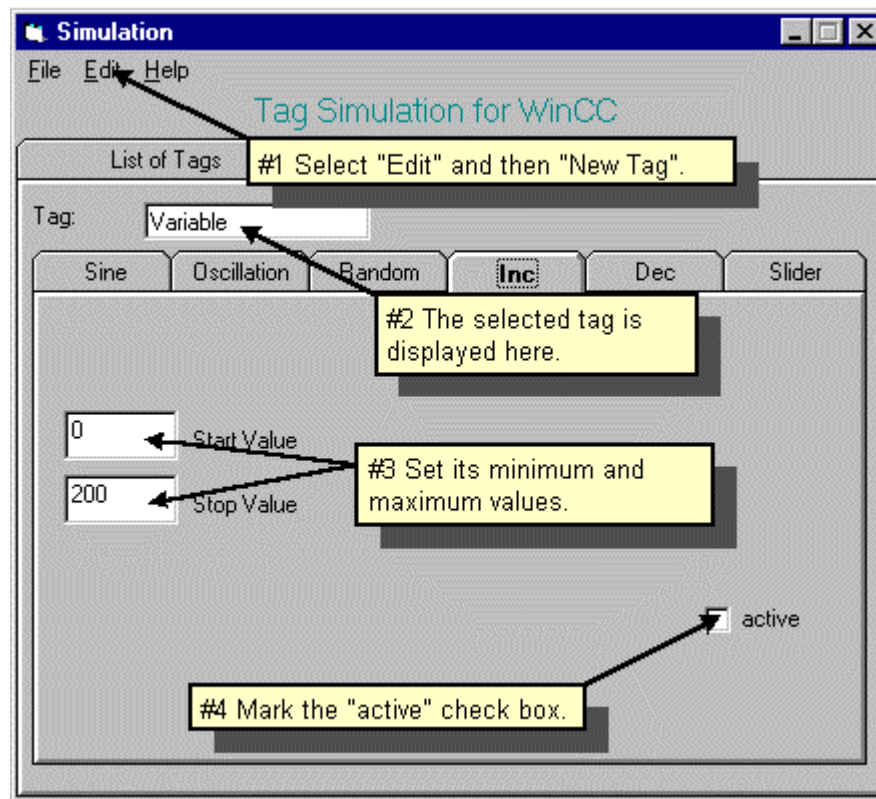 Simulation
File Edit Help
Tag Simulation for WinCC
List of Tags
#1 Select "Edit" and then "New Tag".
Tag:
Variable
Sine Oscillation Random Inc Dec Slider
#2 The selected tag is
displayed here.
0
Start Value
200
Stop Value
#3 Set its minimum and
maximum values.
active
#4 Mark the "active" check box.